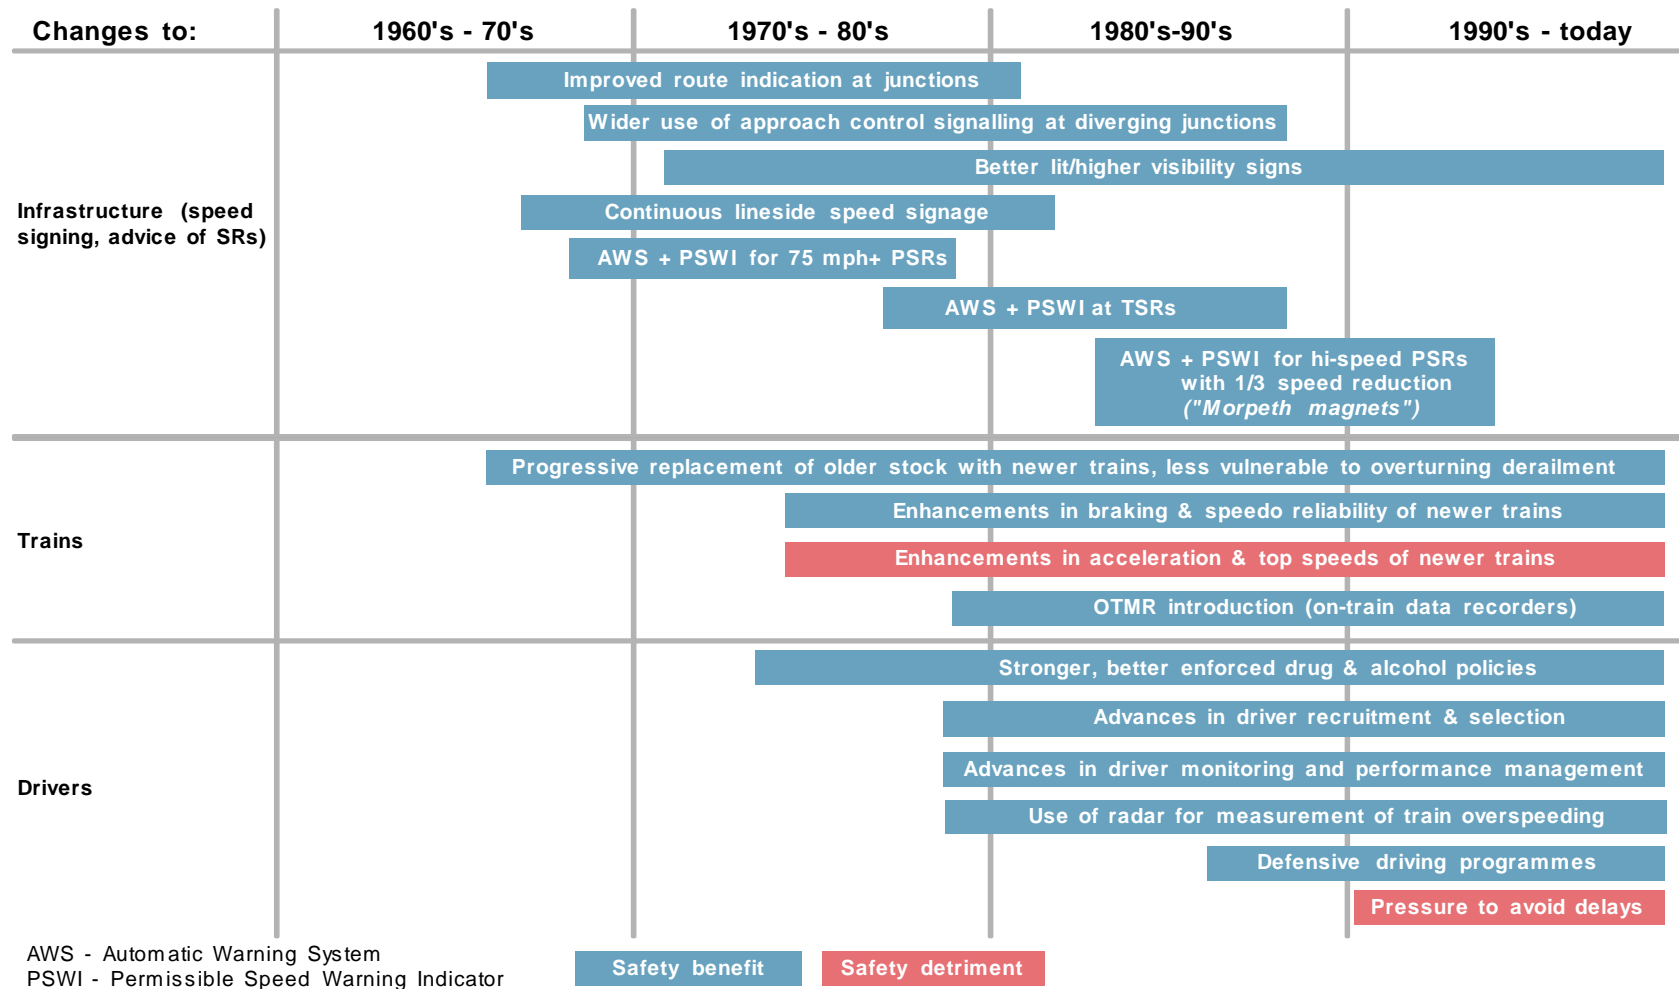 Changes to:
1960's - 70's
1970's - 80's
1980's-90's
1990's - today
Infrastructure (speed
signing, advice of SRs)
Improved route indication at junctions
Wider use of approach control signalling at diverging junctions
Better lit/higher visibility signs
Continuous lineside speed signage
AWS + PSWI for 75 mph+ PSRs
AWS + PSWI at TSRs
AWS + PSWI for hi-speed PSRs
with 1/3 speed reduction
("Morpeth magnets")
Trains
Progressive replacement of older stock with newer trains, less vulnerable to overturning derailment
Enhancements in braking & speedo reliability of newer trains
Enhancements in acceleration & top speeds of newer trains
OTMR introduction (on-train data recorders)
Drivers
Stronger, better enforced drug & alcohol policies
Advances in driver recruitment & selection
Advances in driver monitoring and performance management
Use of radar for measurement of train overspeeding
Defensive driving programmes
Pressure to avoid delays
AWS - Automatic Warning System
PSWI - Permissible Speed Warning Indicator
Safety benefit
Safety detriment